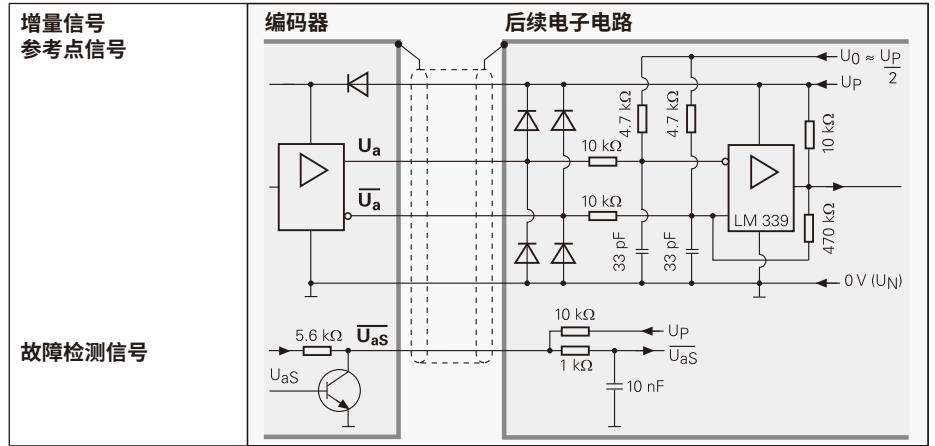 增量信号
参考点信号
编码器
后续电子电路
U0 ≈ UP
2
UP
4.7 kΩ
4.7 kΩ
10 kΩ
10 kΩ
Ua
Ua
10 kΩ
LM 339
470 kΩ
33 pF
33 pF
0 V (UN)
故障检测信号
5.6 kΩ
UaS
UaS
10 kΩ
UP
1 kΩ
UaS
10 nF